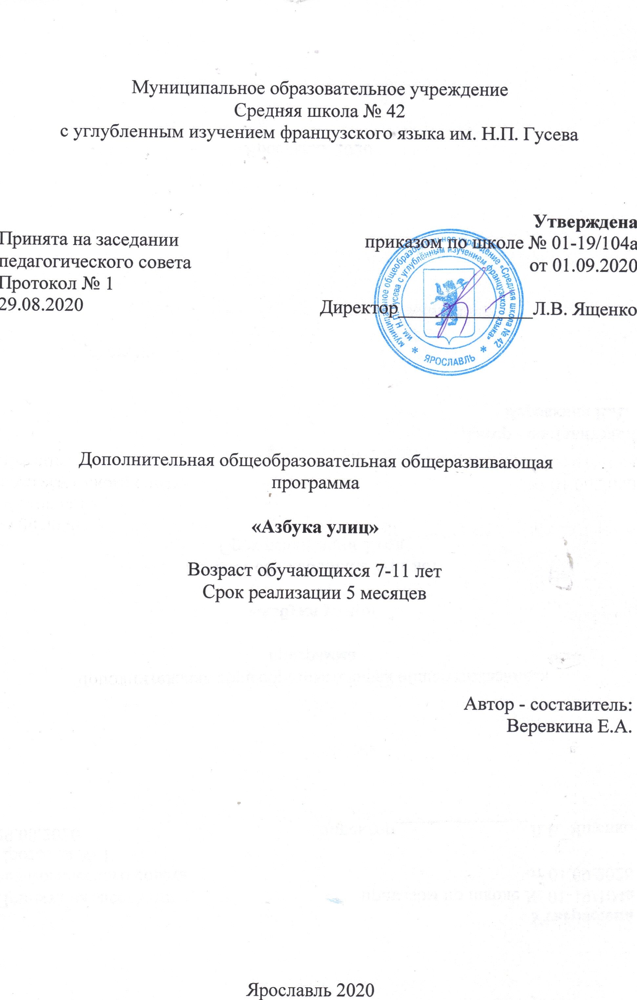 Муниципальное образовательное учреждение
Средняя школа № 42
с углубленным изучением французского языка им. Н.П. Гусева
Принята на заседании
педагогического совета
Протокол № 1
29.08.2020
Утверждена
приказом по школе № 01-19/104а
от 01.09.2020
Директор______________Л.В. Ященко
муниципальное общеобразовательное учреждение «Средняя школа № 42
им. Н.П. Гусева с углублённым изучением французского языка»
* ЯРОСЛАВЛЬ *
Дополнительная общеобразовательная общеразвивающая
программа
«Азбука улиц»
Возраст обучающихся 7-11 лет
Срок реализации 5 месяцев
Автор - составитель:
Веревкина Е.А.
Ярославль 2020